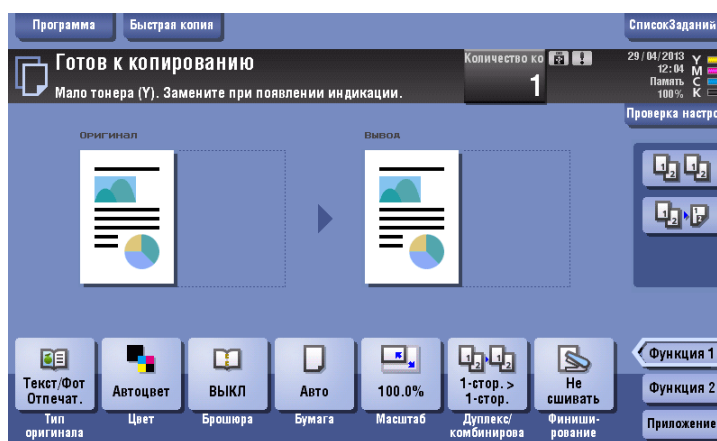 Программа
Быстрая копия
СписокЗаданий
Готов к копированию
Мало тонера (Y). Замените при появлении индикации.
Количество ко
1
29/04/2013
12:04
Память
100%
Y
M
C
K
Проверка настро
Оригинал
Вывод
Текст/Фот
Отпечат.
Тип
оригинала
Автоцвет
Цвет
ВЫКЛ
Брошюра
Авто
Бумага
100.0%
Масштаб
1-стор. >
1-стор.
Дуплекс/
комбинирова
Не
сшивать
Финиши-
рование
Функция 1
Функция 2
Приложение